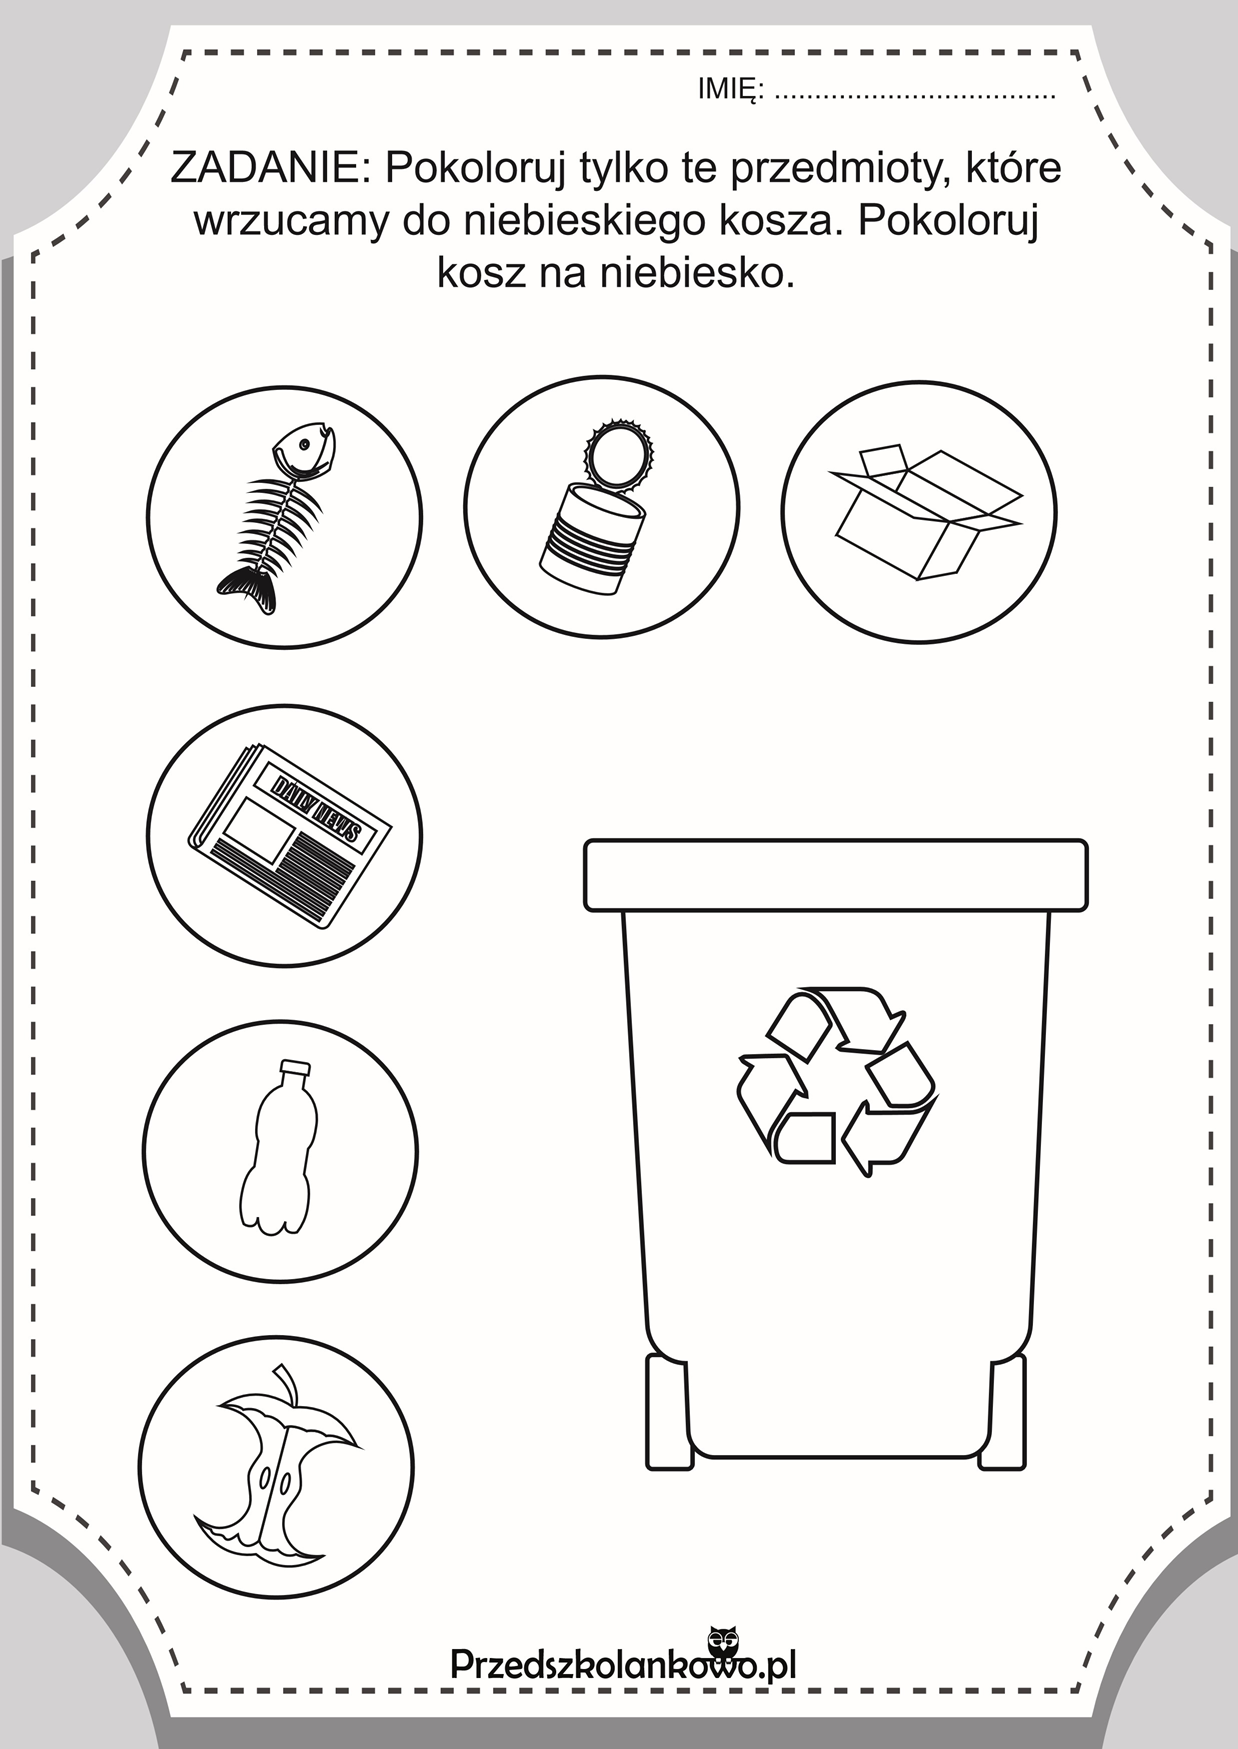 IMIĘ: ...................................
ZADANIE: Pokoloruj tylko te przedmioty, które
wrzucamy do niebieskiego kosza. Pokoloruj
kosz na niebiesko.
DAILY NEWS
Przedszkolankowo.pl